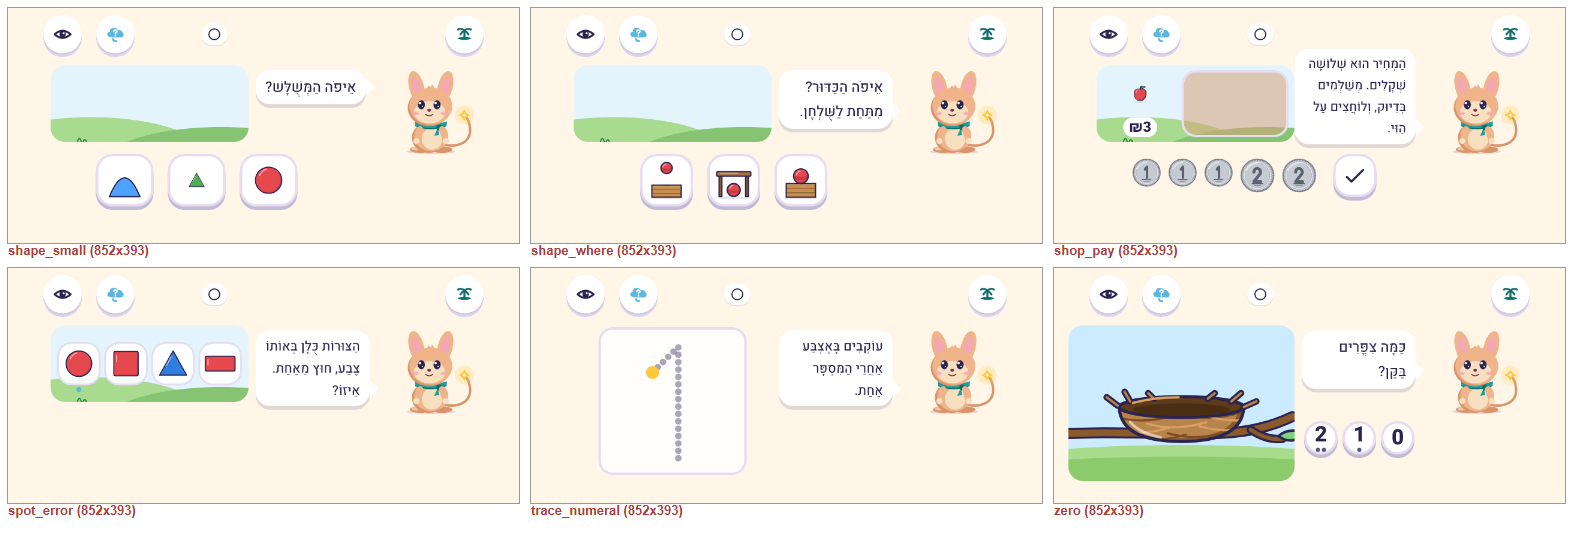 אֵיפֹה הַמְּשֻׁלָּשׁ?
shape_small (852x393)
אֵיפֹה הַכַּדּוּר?
מִתַּחַת לַשֻּׁלְחָן.
shape_where (852x393)
הַמְּחִיר הוּא שְׁלוֹשָׁה
שְׁקָלִים. מְשַׁלְּמִים
בְּדִיּוּק, וְלוֹחֲצִים עַל
הַוִּי.
₪3
1 1 1 2 2
shop_pay (852x393)
הַצּוּרוֹת כֻּלָּן בְּאוֹתוֹ
צֶבַע, חוּץ מֵאַחַת.
אֵיזוֹ?
spot_error (852x393)
עוֹקְבִים בָּאֶצְבַּע
אַחֲרֵי הַמִּסְפָּר
אַחַת.
1
trace_numeral (852x393)
כַּמָּה צִפֳּרִים
בַּקֵּן?
2 1 0
zero (852x393)